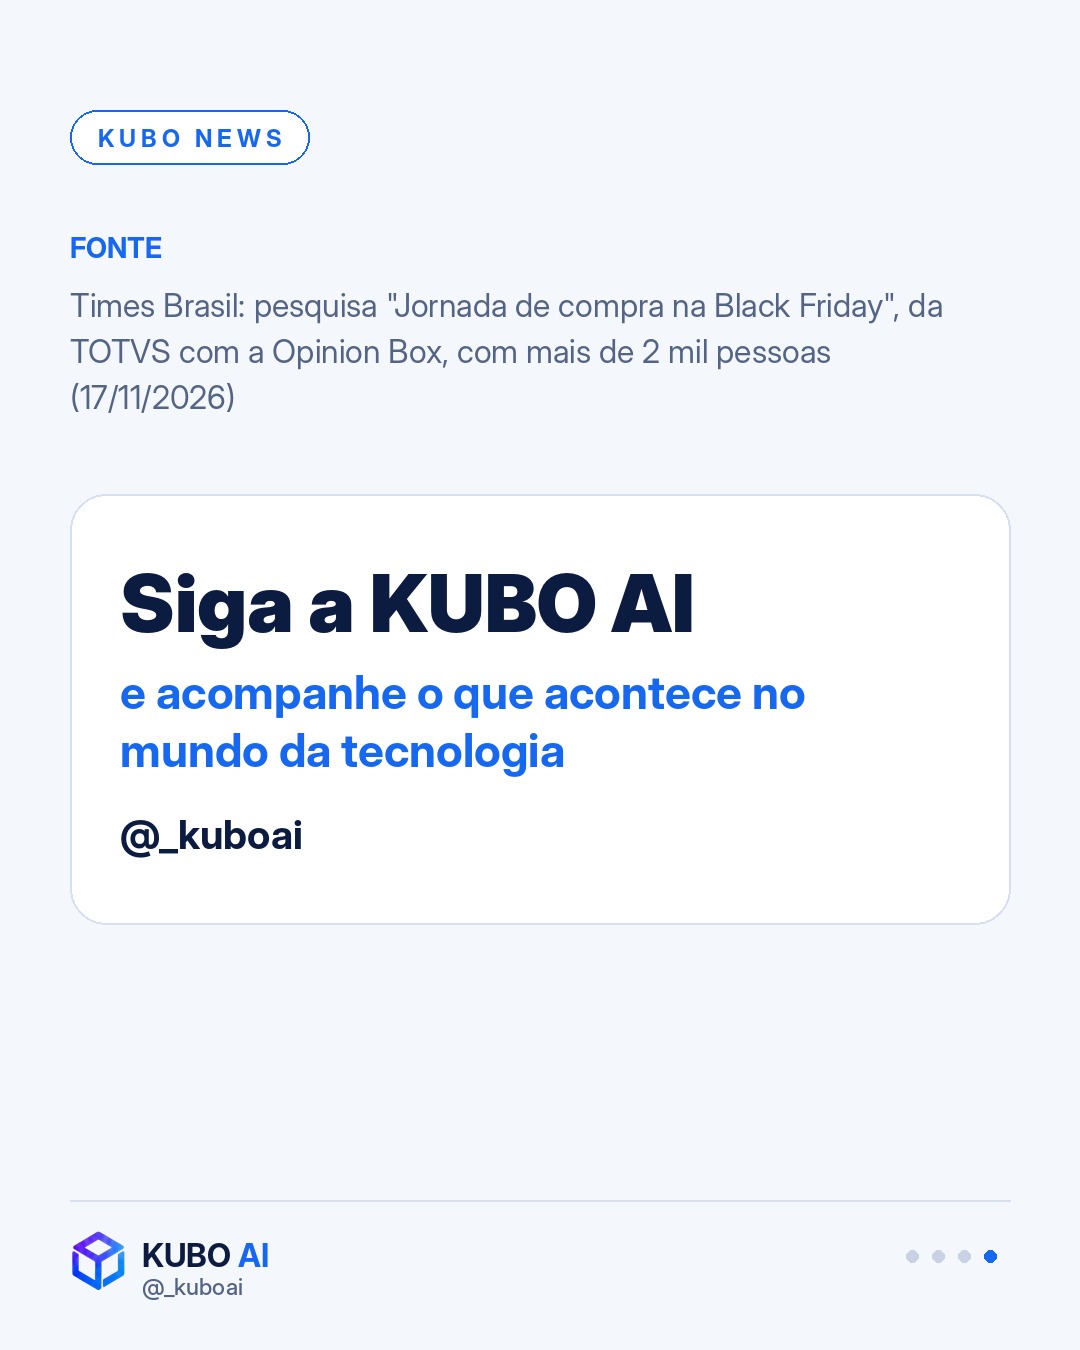 KUBO NEWS
FONTE
Times Brasil: pesquisa "Jornada de compra na Black Friday", da
TOTVS com a Opinion Box, com mais de 2 mil pessoas
(17/11/2026)
Siga a KUBO AI
e acompanhe o que acontece no
mundo da tecnologia
@_kuboai
KUBO AI
@_kuboai